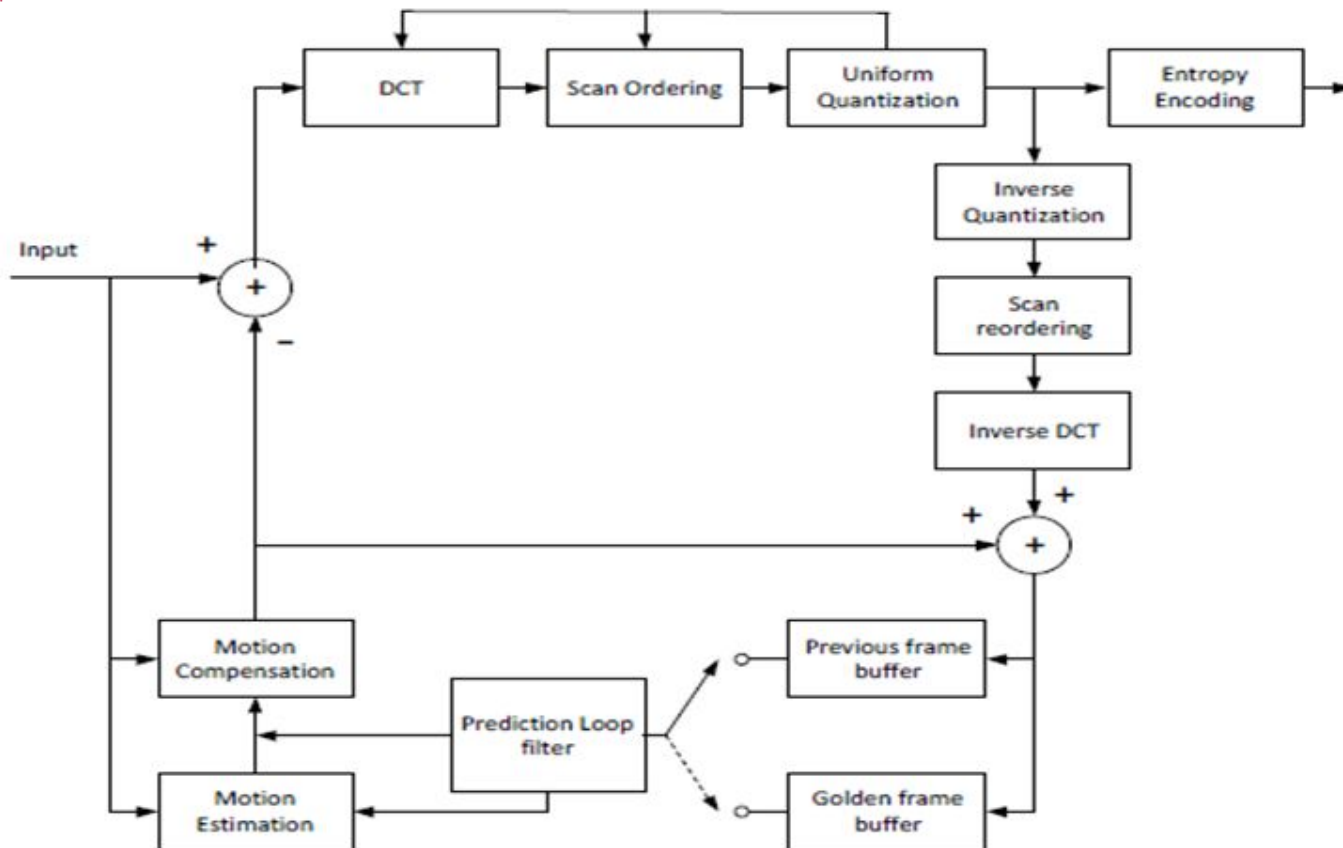 DCT
Scan Ordering
Uniform
Quantization
Entropy
Encoding
Inverse
Quantization
Input
+
+
−
Scan
reordering
Inverse DCT
+
+
+
Motion
Compensation
Previous frame
buffer
Prediction Loop
filter
Motion
Estimation
Golden frame
buffer